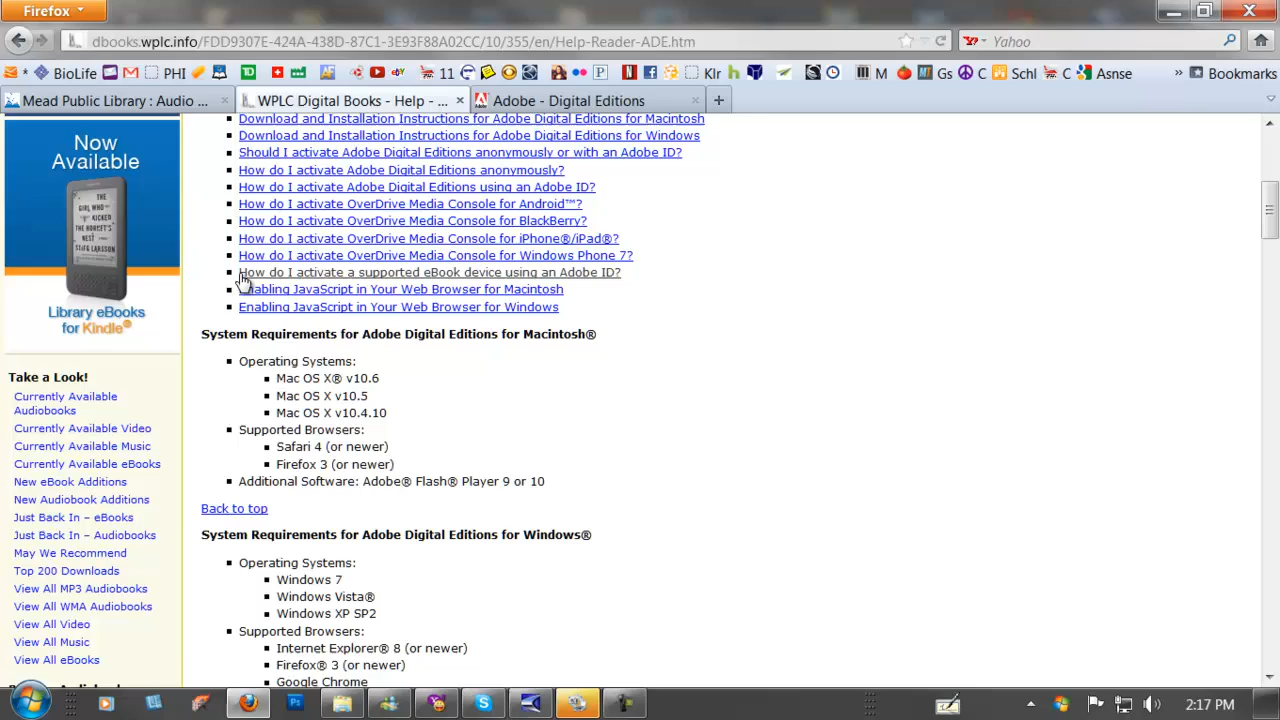 Firefox
dbooks.wplc.info/FDD9307E-424A-438D-87C1-3E93F88A02CC/10/355/en/Help-Reader-ADE.htm
Yahoo
BioLife
PHI
11
Klr
M
Gs
C
Schl
C
Asnse
Bookmarks
Mead Public Library : Audio ...
WPLC Digital Books - Help - ...
Adobe - Digital Editions
Now
Available
THE
GIRL
WHO
KICKED
THE
HORNET'S
NEST
STIEG LARSSON
Library eBooks
for Kindle
Take a Look!
Currently Available
Audiobooks
Currently Available Video
Currently Available Music
Currently Available eBooks
New eBook Additions
New Audiobook Additions
Just Back In – eBooks
Just Back In – Audiobooks
May We Recommend
Top 200 Downloads
View All MP3 Audiobooks
View All WMA Audiobooks
View All Video
View All Music
View All eBooks
Download and Installation Instructions for Adobe Digital Editions for Macintosh
Download and Installation Instructions for Adobe Digital Editions for Windows
Should I activate Adobe Digital Editions anonymously or with an Adobe ID?
How do I activate Adobe Digital Editions anonymously?
How do I activate Adobe Digital Editions using an Adobe ID?
How do I activate OverDrive Media Console for Android™?
How do I activate OverDrive Media Console for BlackBerry?
How do I activate OverDrive Media Console for iPhone®/iPad®?
How do I activate OverDrive Media Console for Windows Phone 7?
How do I activate a supported eBook device using an Adobe ID?
Enabling JavaScript in Your Web Browser for Macintosh
Enabling JavaScript in Your Web Browser for Windows
System Requirements for Adobe Digital Editions for Macintosh®
Operating Systems:
Mac OS X® v10.6
Mac OS X v10.5
Mac OS X v10.4.10
Supported Browsers:
Safari 4 (or newer)
Firefox 3 (or newer)
Additional Software: Adobe® Flash® Player 9 or 10
Back to top
System Requirements for Adobe Digital Editions for Windows®
Operating Systems:
Windows 7
Windows Vista®
Windows XP SP2
Supported Browsers:
Internet Explorer® 8 (or newer)
Firefox® 3 (or newer)
Google Chrome
2:17 PM